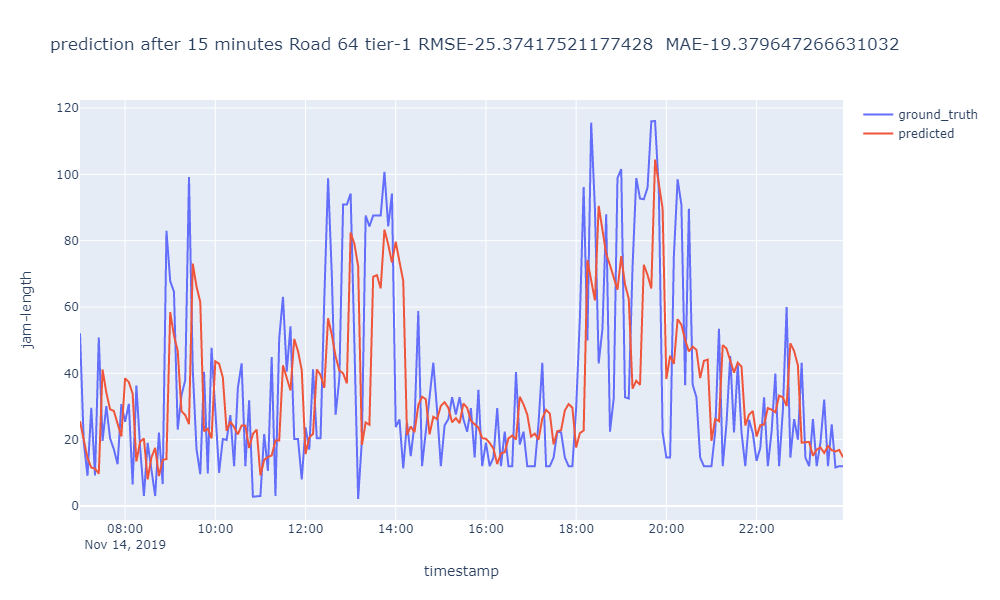 prediction after 15 minutes Road 64 tier-1 RMSE-25.37417521177428  MAE-19.379647266631032
ground_truth
predicted
120
100
80
60
40
20
0
jam-length
08:00 10:00 12:00 14:00 16:00 18:00 20:00 22:00
Nov 14, 2019
timestamp